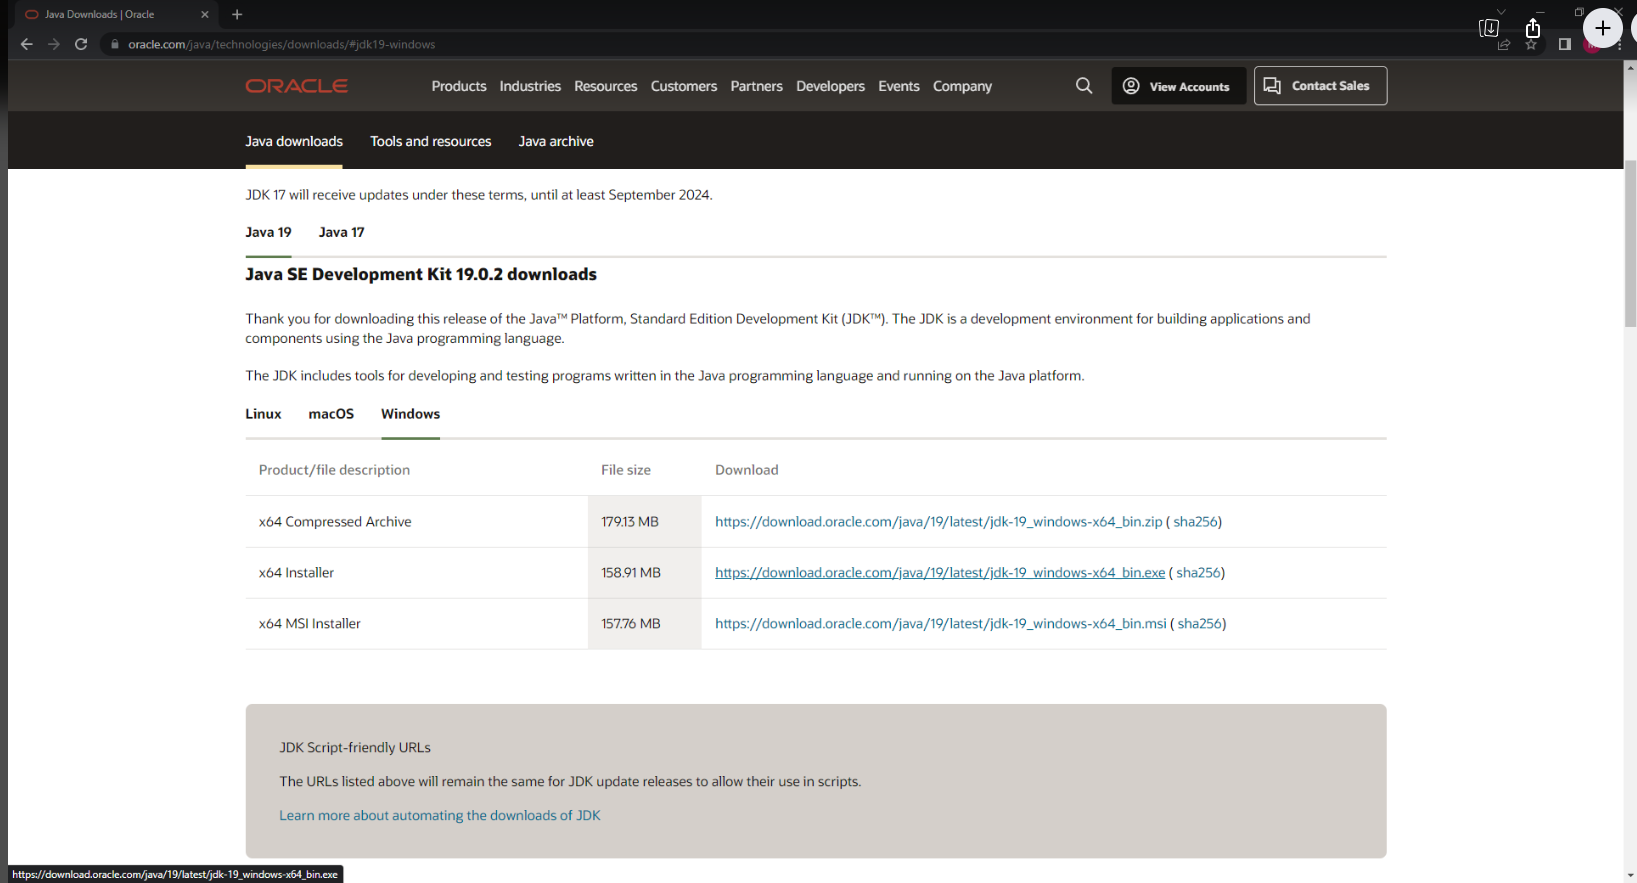 Java Downloads | Oracle
oracle.com/java/technologies/downloads/#jdk19-windows
ORACLE
Products Industries Resources Customers Partners Developers Events Company
View Accounts
Contact Sales
Java downloads Tools and resources Java archive
JDK 17 will receive updates under these terms, until at least September 2024.
Java 19 Java 17
Java SE Development Kit 19.0.2 downloads
Thank you for downloading this release of the Java™ Platform, Standard Edition Development Kit (JDK™). The JDK is a development environment for building applications and
components using the Java programming language.
The JDK includes tools for developing and testing programs written in the Java programming language and running on the Java platform.
Linux macOS Windows
Product/file description File size Download
x64 Compressed Archive 179.13 MB https://download.oracle.com/java/19/latest/jdk-19_windows-x64_bin.zip ( sha256)
x64 Installer 158.91 MB https://download.oracle.com/java/19/latest/jdk-19_windows-x64_bin.exe ( sha256)
x64 MSI Installer 157.76 MB https://download.oracle.com/java/19/latest/jdk-19_windows-x64_bin.msi ( sha256)
JDK Script-friendly URLs
The URLs listed above will remain the same for JDK update releases to allow their use in scripts.
Learn more about automating the downloads of JDK
https://download.oracle.com/java/19/latest/jdk-19_windows-x64_bin.exe